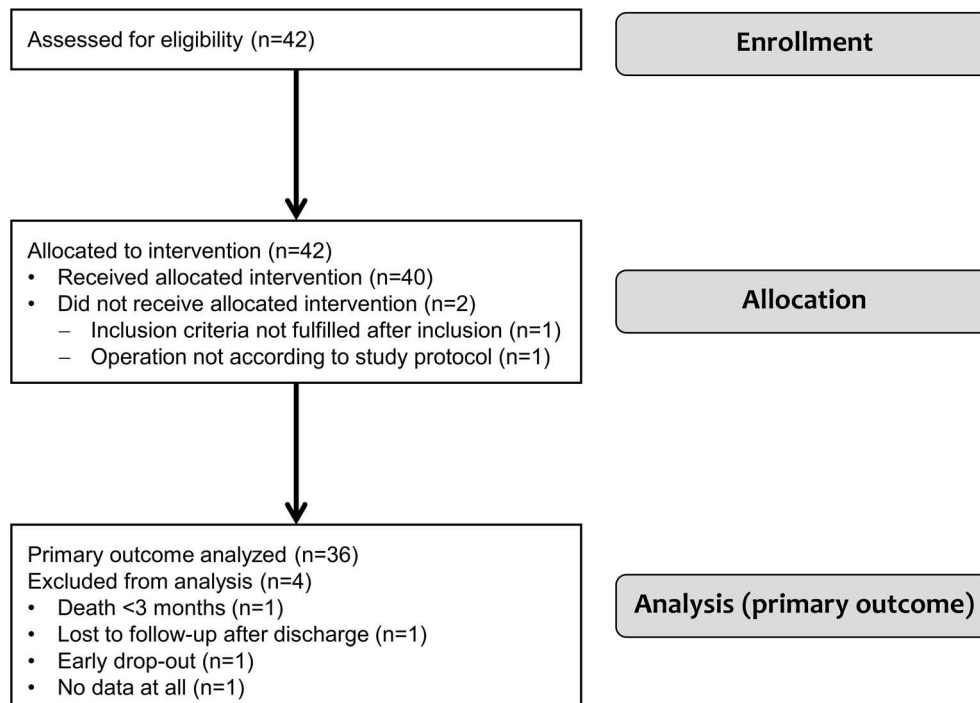 Assessed for eligibility (n=42)
Enrollment
Allocated to intervention (n=42)
• Received allocated intervention (n=40)
• Did not receive allocated intervention (n=2)
– Inclusion criteria not fulfilled after inclusion (n=1)
– Operation not according to study protocol (n=1)
Allocation
Primary outcome analyzed (n=36)
Excluded from analysis (n=4)
• Death <3 months (n=1)
• Lost to follow-up after discharge (n=1)
• Early drop-out (n=1)
• No data at all (n=1)
Analysis (primary outcome)